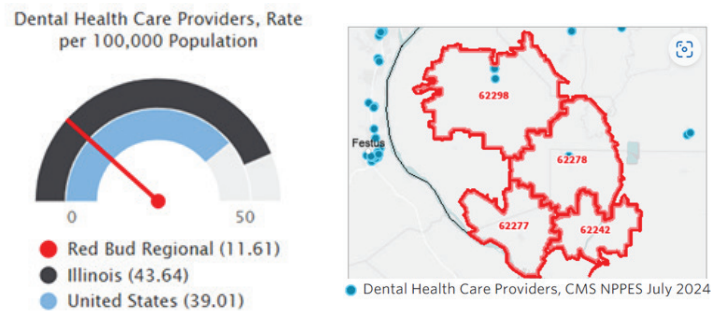 Dental Health Care Providers, Rate
per 100,000 Population
0
50
Red Bud Regional (11.61)
Illinois (43.64)
United States (39.01)
62298
Festus
62278
62277
62242
Dental Health Care Providers, CMS NPPES July 2024